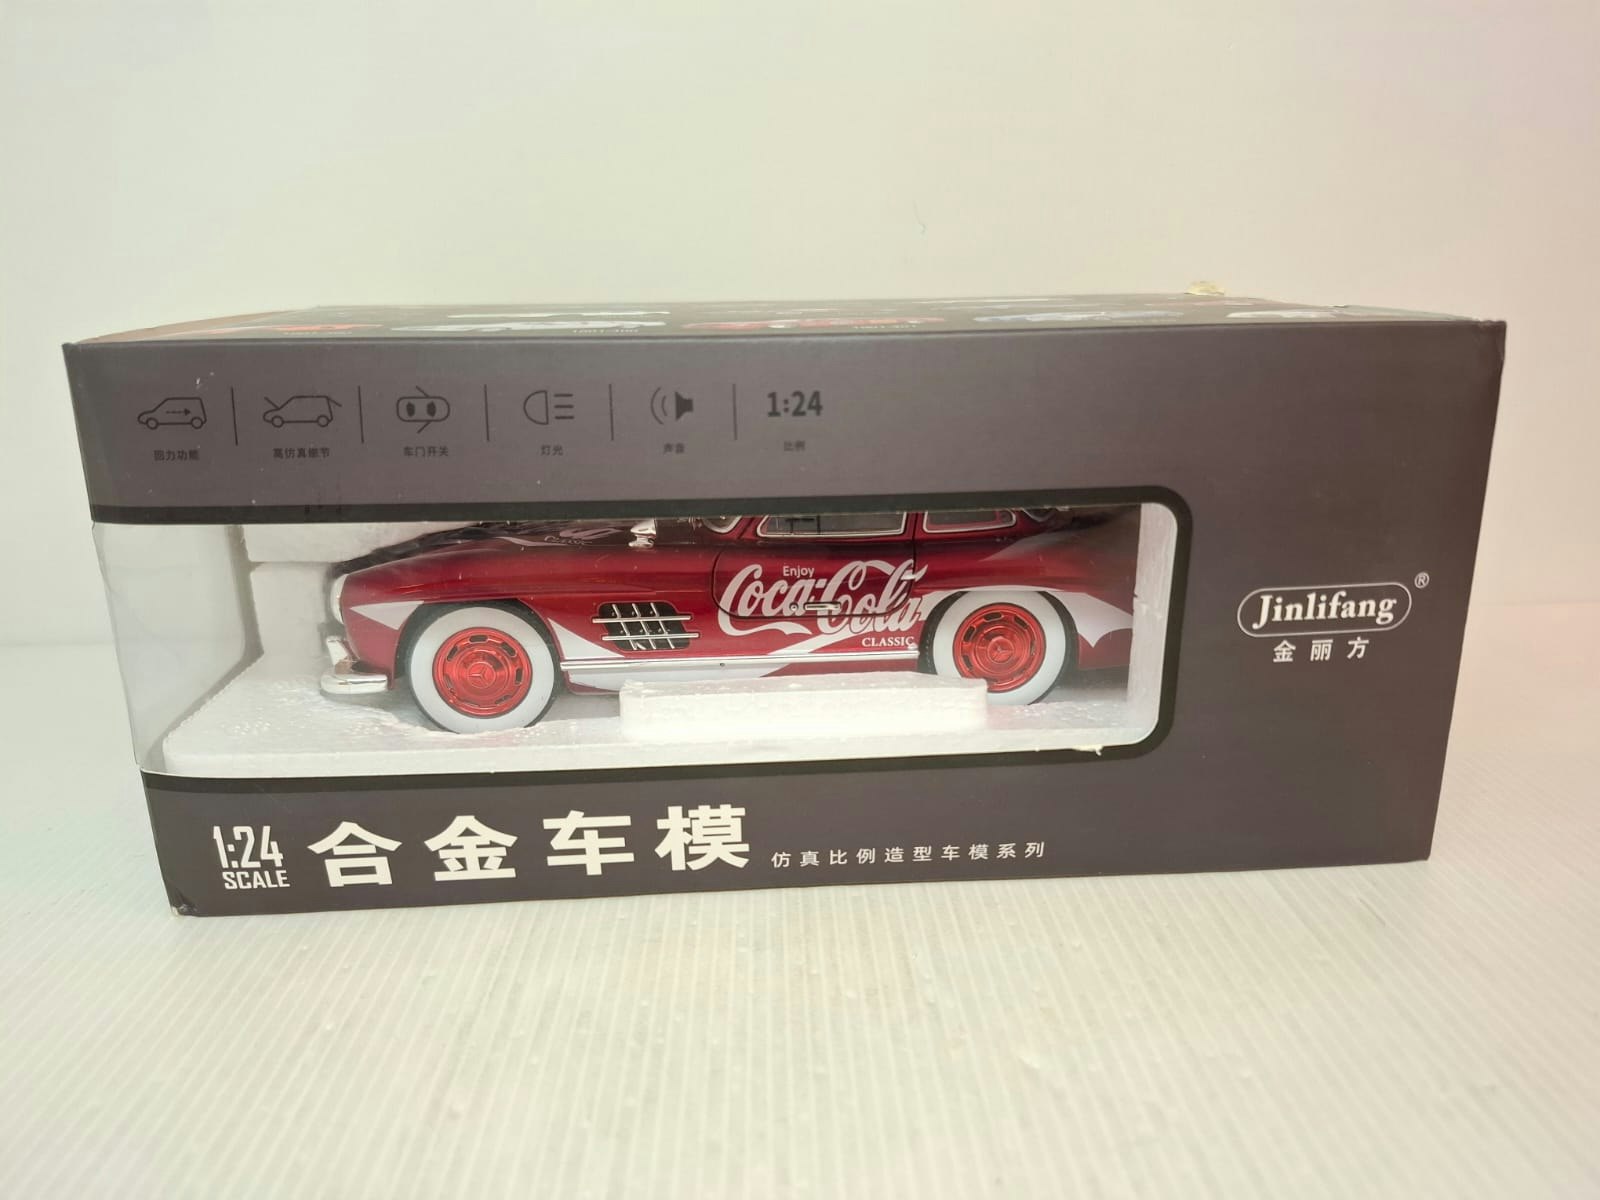 1:24
回力功能
高仿真细节
车门开关
灯光
声音
比例
Enjoy
Coca-Cola
CLASSIC
Jinlifang®
金丽方
1:24
SCALE
合金车模
仿真比例造型车模系列